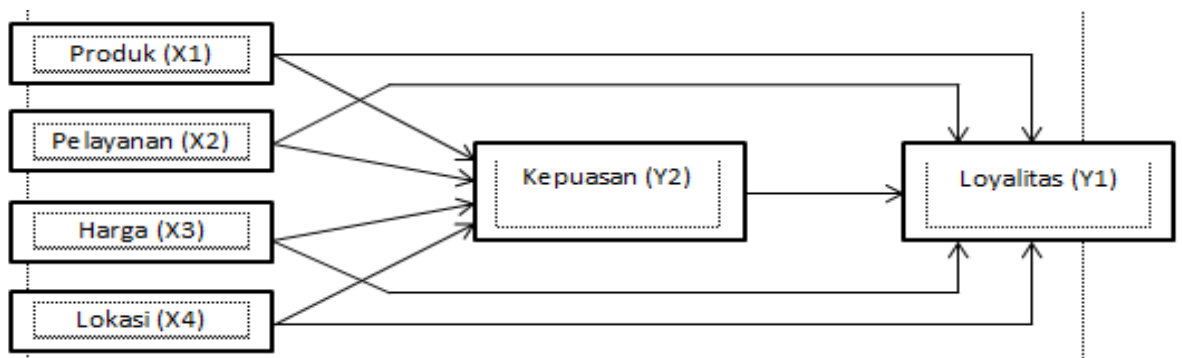 Produk (X1)
Pelayanan (X2)
Harga (X3)
Lokasi (X4)
Kepuasan (Y2)
Loyalitas (Y1)